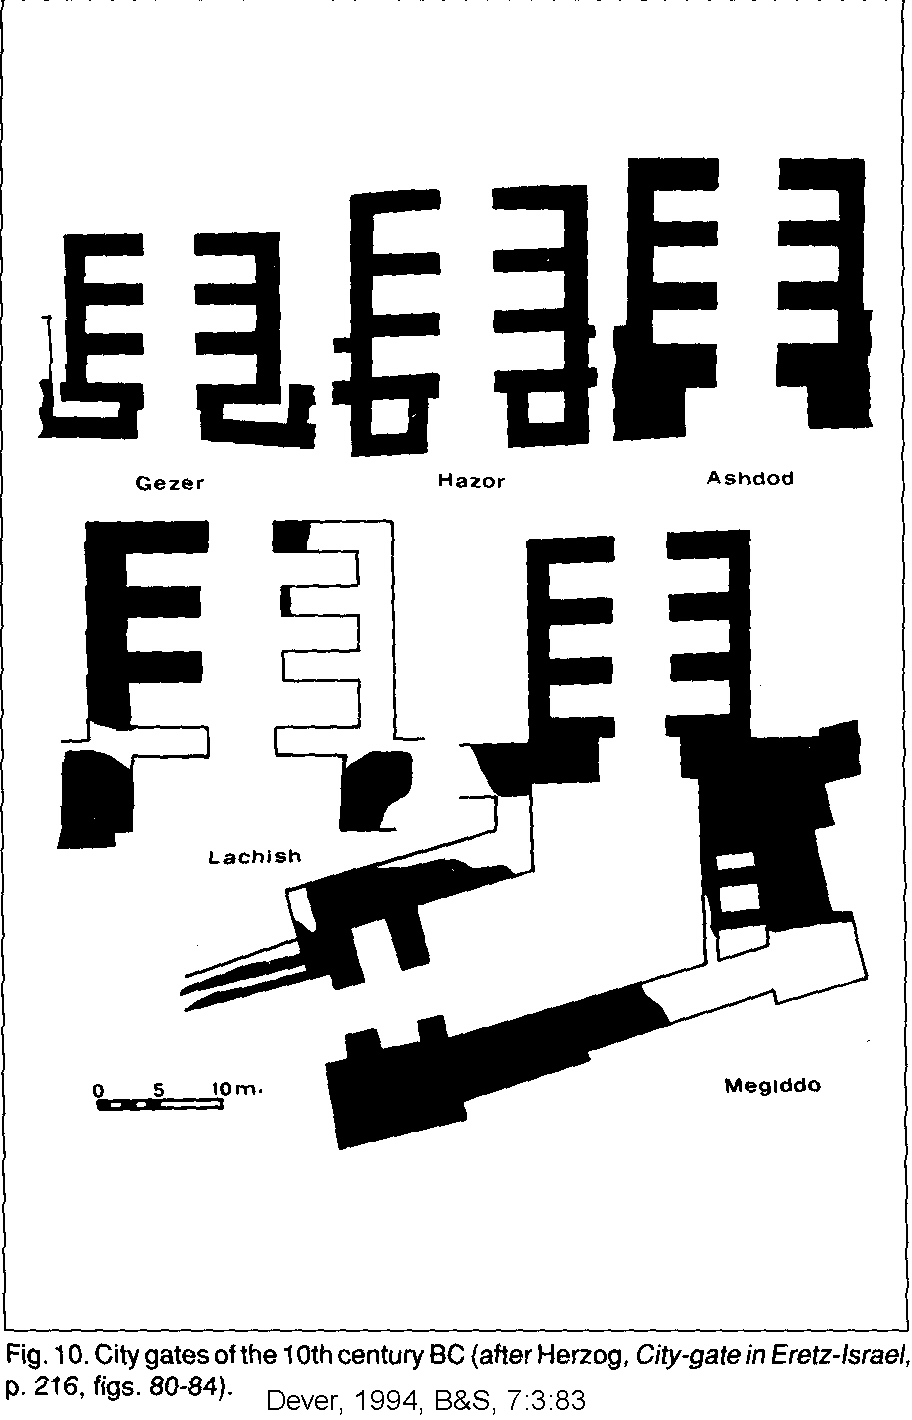 Gezer
Hazor
Ashdod
Lachish
0 5 10m.
Megiddo
Fig. 10. City gates of the 10th century BC (after Herzog, City-gate in Eretz-Israel,
p. 216, figs. 80-84).
Dever, 1994, B&S, 7:3:83